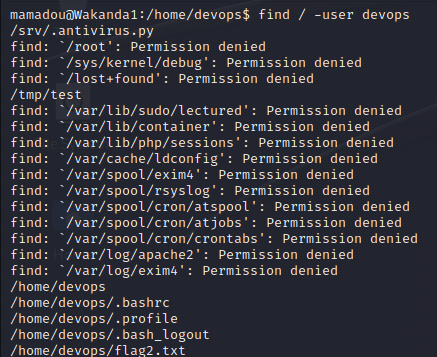 mamadou@Wakanda1:/home/devops$ find / -user devops
/srv/.antivirus.py
find: `/root': Permission denied
find: `/sys/kernel/debug': Permission denied
find: `/lost+found': Permission denied
/tmp/test
find: `/var/lib/sudo/lectured': Permission denied
find: `/var/lib/container': Permission denied
find: `/var/lib/php/sessions': Permission denied
find: `/var/cache/ldconfig': Permission denied
find: `/var/spool/exim4': Permission denied
find: `/var/spool/rsyslog': Permission denied
find: `/var/spool/cron/atspool': Permission denied
find: `/var/spool/cron/atjobs': Permission denied
find: `/var/spool/cron/crontabs': Permission denied
find: `/var/log/apache2': Permission denied
find: `/var/log/exim4': Permission denied
/home/devops
/home/devops/.bashrc
/home/devops/.profile
/home/devops/.bash_logout
/home/devops/flag2.txt